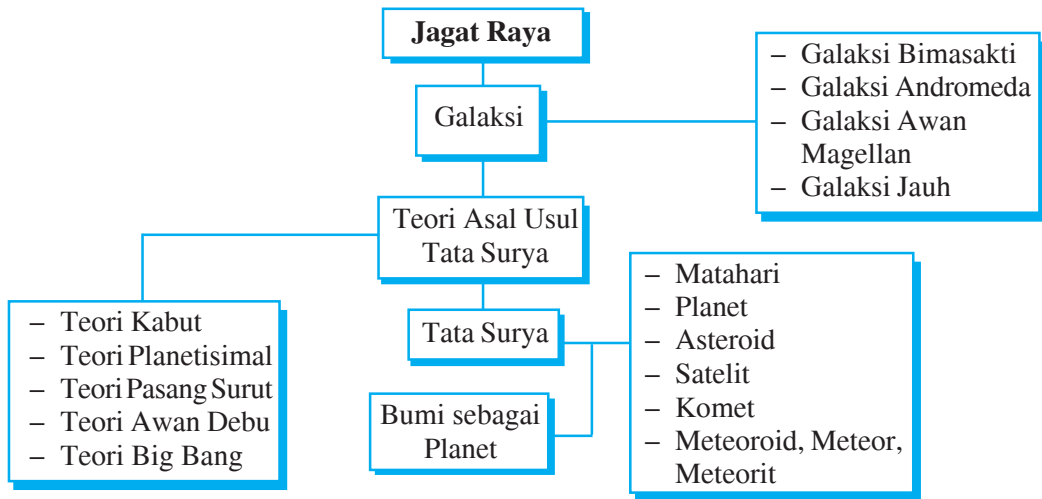 Jagat Raya
Galaksi
– Galaksi Bimasakti
– Galaksi Andromeda
– Galaksi Awan
Magellan
– Galaksi Jauh
Teori Asal Usul
Tata Surya
– Teori Kabut
– Teori Planetisimal
– Teori Pasang Surut
– Teori Awan Debu
– Teori Big Bang
Tata Surya
– Matahari
– Planet
– Asteroid
– Satelit
– Komet
– Meteoroid, Meteor,
Meteorit
Bumi sebagai
Planet